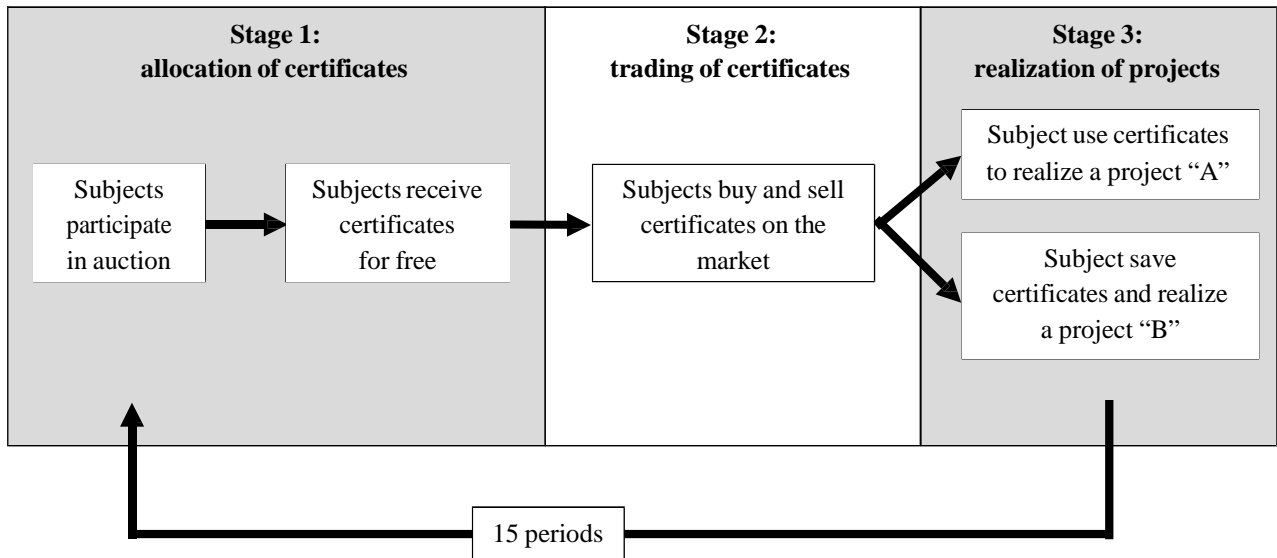 Stage 1:
allocation of certificates
Subjects
participate
in auction
Subjects receive
certificates
for free
Stage 2:
trading of certificates
Subjects buy and sell
certificates on the
market
Stage 3:
realization of projects
Subject use certificates
to realize a project “A”
Subject save
certificates and realize
a project “B”
15 periods